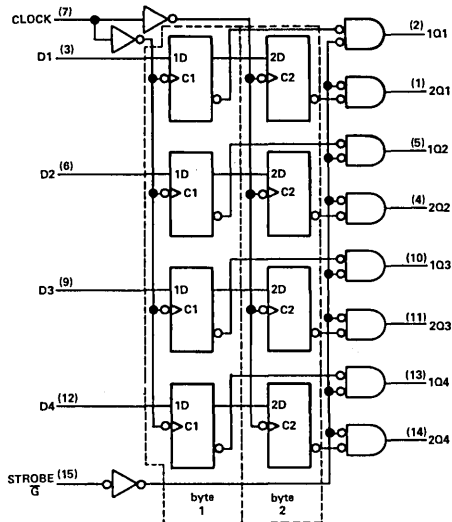 CLOCK (7)
(2) 1Q1
D1 (3) 1D 2D
C1 C2
(1) 2Q1
(5) 1Q2
D2 (6) 1D 2D
C1 C2
(4) 2Q2
(10) 1Q3
D3 (9) 1D 2D
C1 C2
(11) 2Q3
(13) 1Q4
D4 (12) 1D 2D
C1 C2
(14) 2Q4
STROBE (15)
G̅
byte byte
1 2